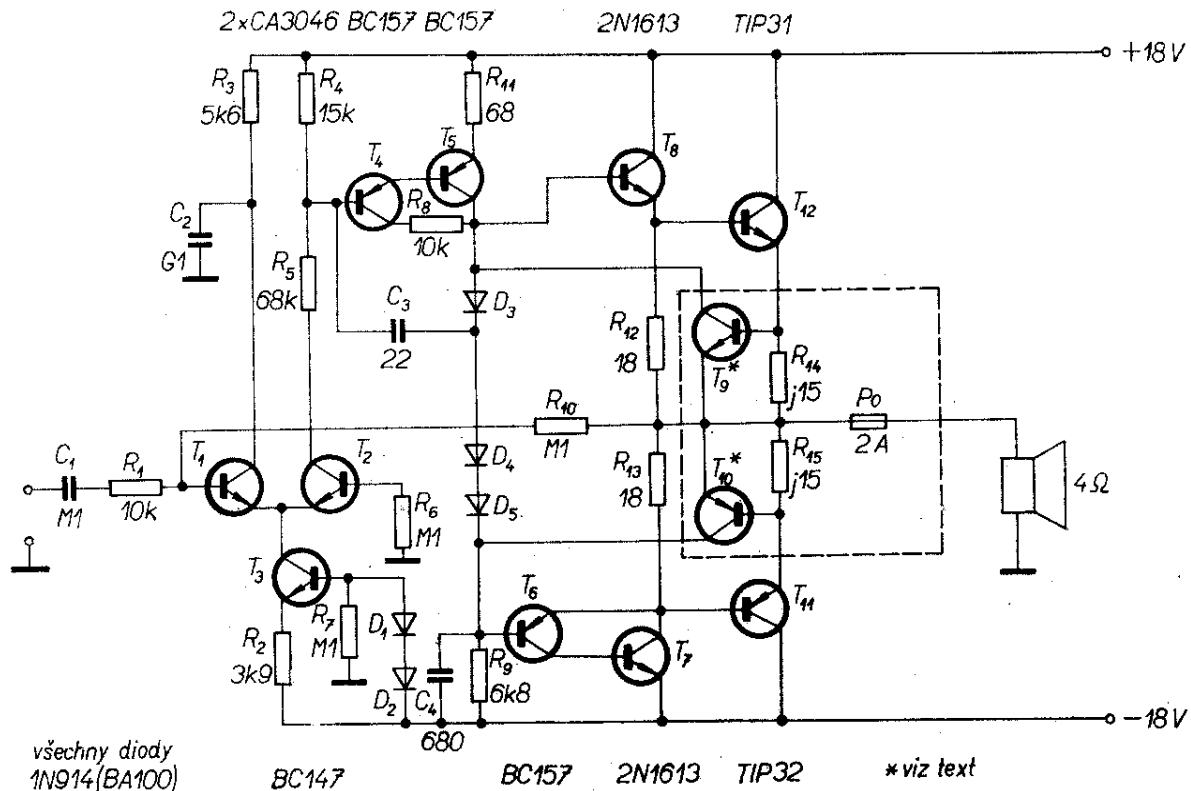 2xCA3046 BC157 BC157 2N1613 TIP31
+18V
R3
5k6
R4
15k
R11
68
T4
T5
T8
T12
C2
G1
R8
10k
R5
68k
C3
22
D3
R12
18
T9*
R14
j15
R10
M1
P0
2A
C1
M1
R1
10k
T1
T2
D4
R13
18
T10*
R15
j15
4Ω
R6
M1
D5
T3
R7
M1
D1
T6
T11
R2
3k9
D2
C4
680
R9
6k8
T7
-18V
všechny diody
1N914(BA100)
BC147 BC157 2N1613 TIP32 *viz text